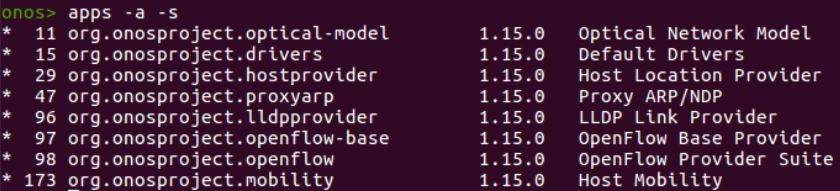 onos> apps -a -s
* 11 org.onosproject.optical-model 1.15.0 Optical Network Model
* 15 org.onosproject.drivers 1.15.0 Default Drivers
* 29 org.onosproject.hostprovider 1.15.0 Host Location Provider
* 47 org.onosproject.proxyarp 1.15.0 Proxy ARP/NDP
* 96 org.onosproject.lldpprovider 1.15.0 LLDP Link Provider
* 97 org.onosproject.openflow-base 1.15.0 OpenFlow Base Provider
* 98 org.onosproject.openflow 1.15.0 OpenFlow Provider Suite
* 173 org.onosproject.mobility 1.15.0 Host Mobility